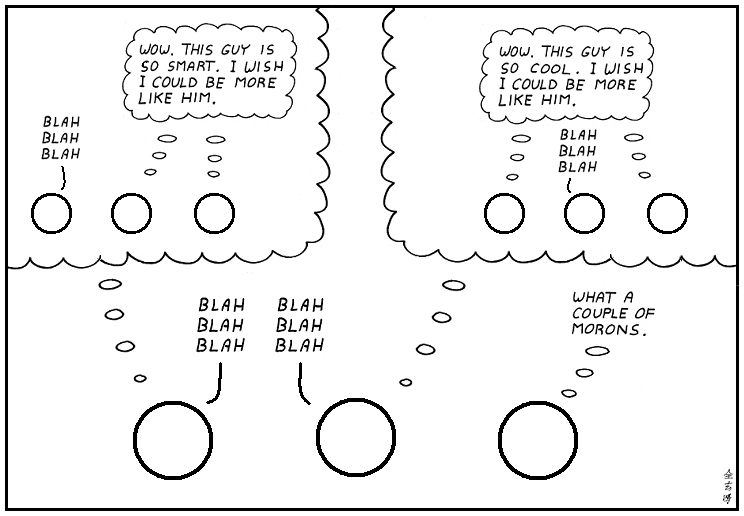 WOW. THIS GUY IS
SO SMART. I WISH
I COULD BE MORE
LIKE HIM.
BLAH
BLAH
BLAH
WOW. THIS GUY IS
SO COOL. I WISH
I COULD BE MORE
LIKE HIM.
BLAH
BLAH
BLAH
BLAH
BLAH
BLAH
BLAH
BLAH
BLAH
WHAT A
COUPLE OF
MORONS.